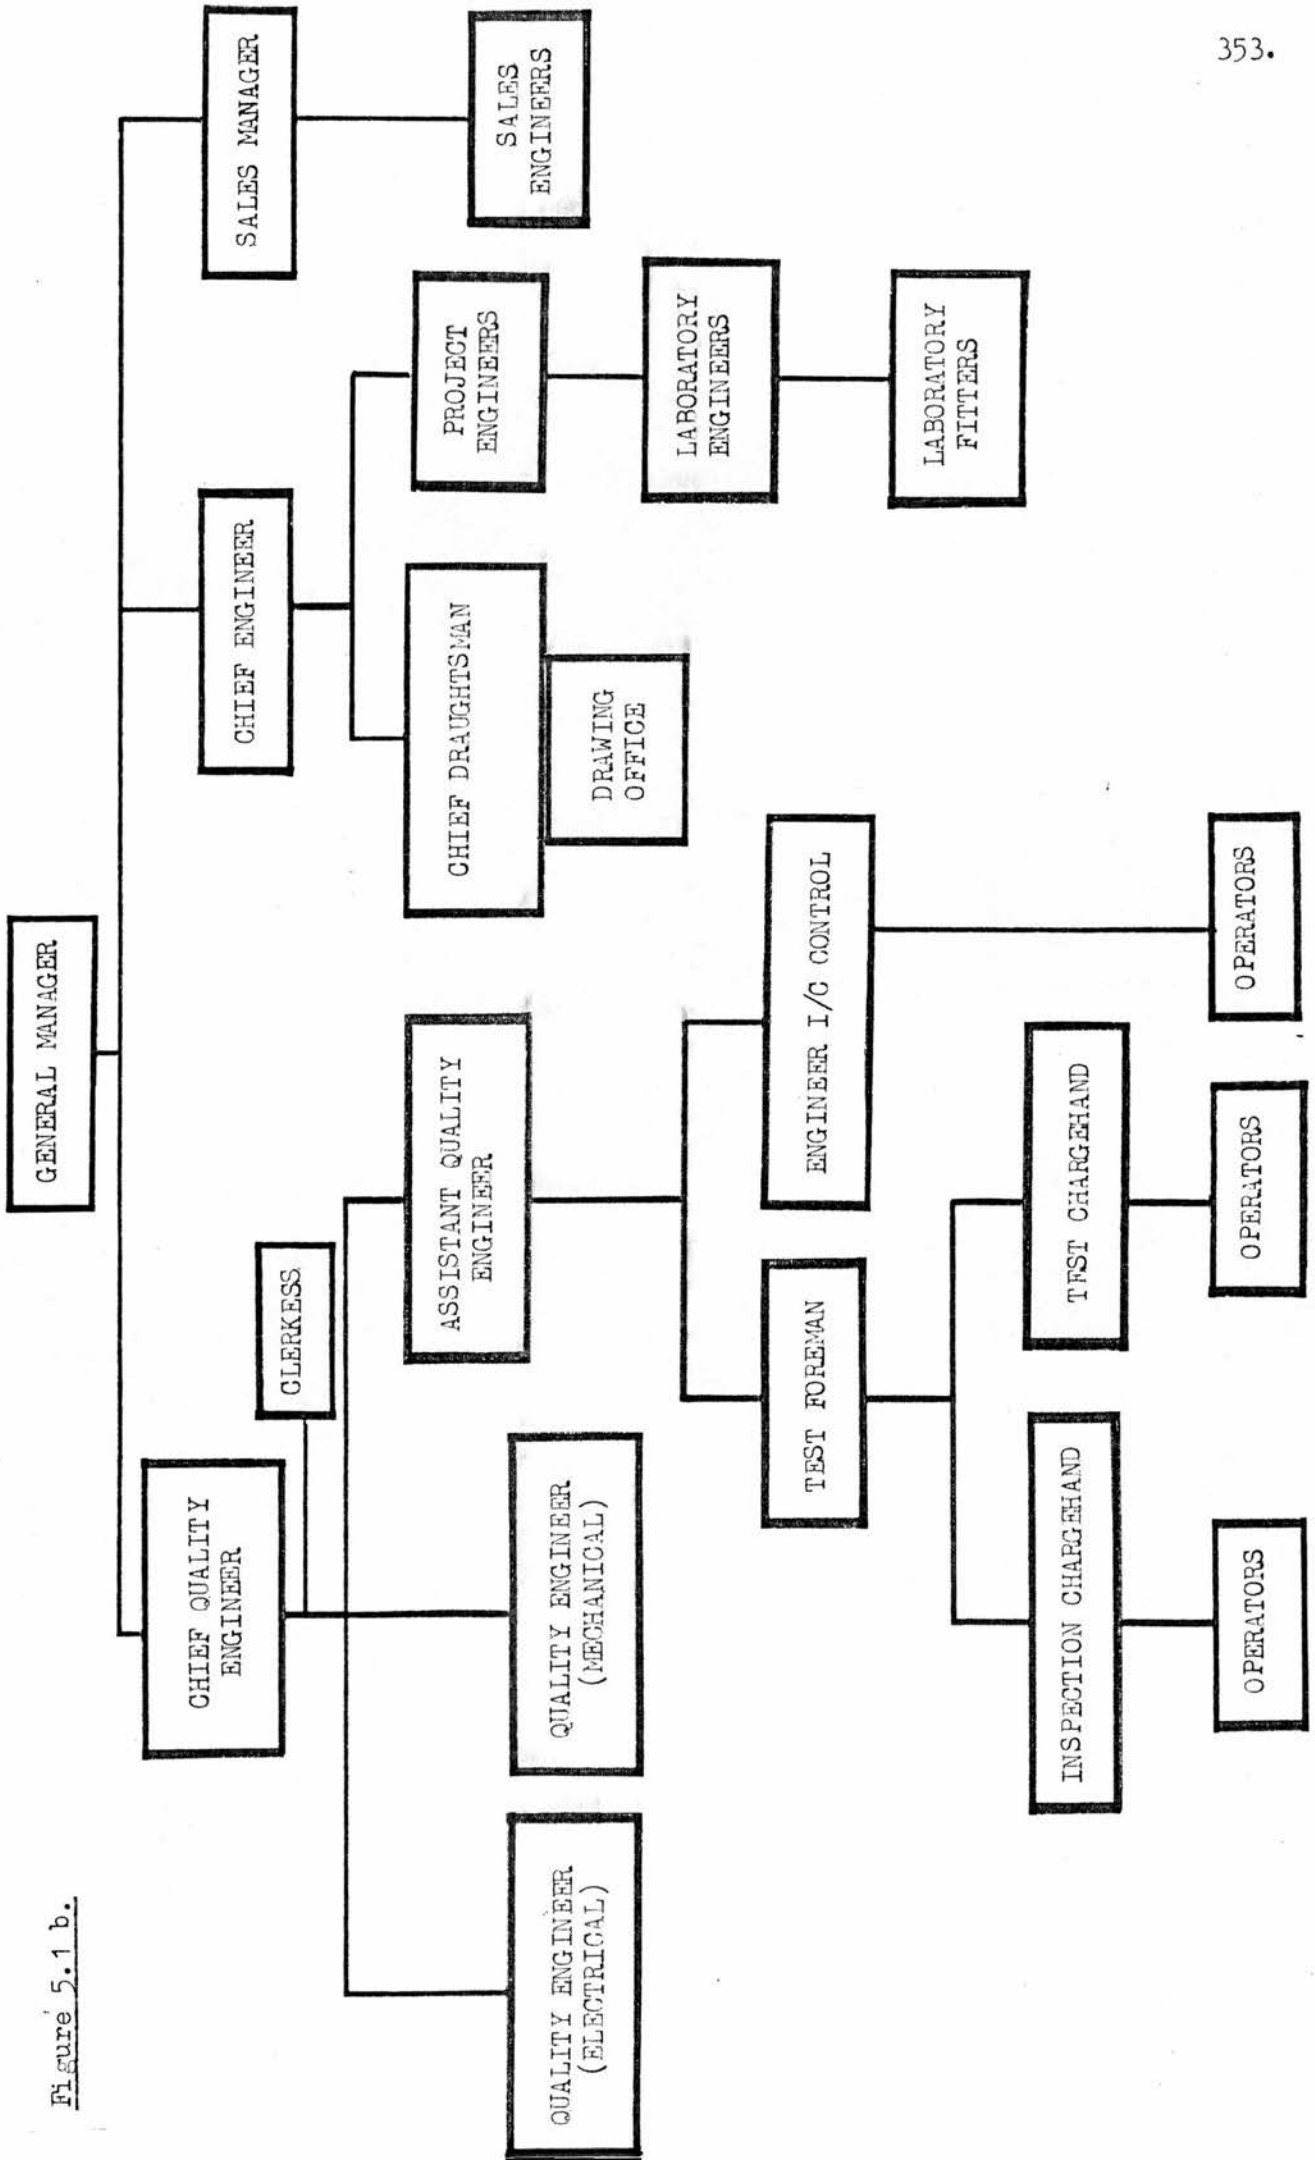 353.
Figure 5.1 b.
GENERAL MANAGER
CHIEF QUALITY
ENGINEER
CHIEF ENGINEER
SALES MANAGER
CLERKESS
QUALITY ENGINEER
(ELECTRICAL)
QUALITY ENGINEER
(MECHANICAL)
ASSISTANT QUALITY
ENGINEER
CHIEF DRAUGHTSMAN
PROJECT
ENGINEERS
SALES
ENGINEERS
DRAWING
OFFICE
LABORATORY
ENGINEERS
TEST FOREMAN
ENGINEER I/C CONTROL
LABORATORY
FITTERS
INSPECTION CHARGEHAND
TEST CHARGEHAND
OPERATORS
OPERATORS
OPERATORS